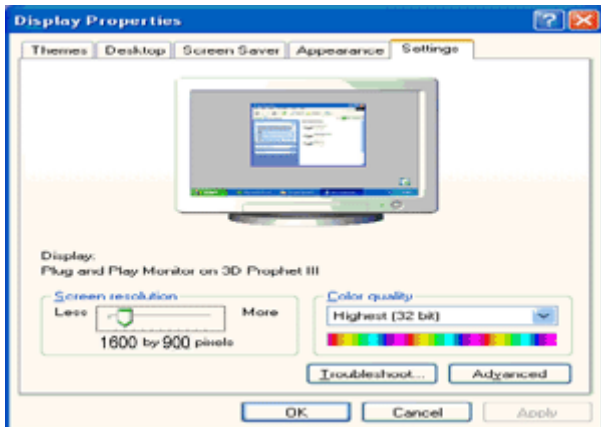 Display Properties
Themes Desktop Screen Saver Appearance Settings
Display:
Plug and Play Monitor on 3D Prophet III
Screen resolution
Less More
1600 by 900 pixels
Color quality
Highest (32 bit)
Troubleshoot... Advanced
OK Cancel Apply